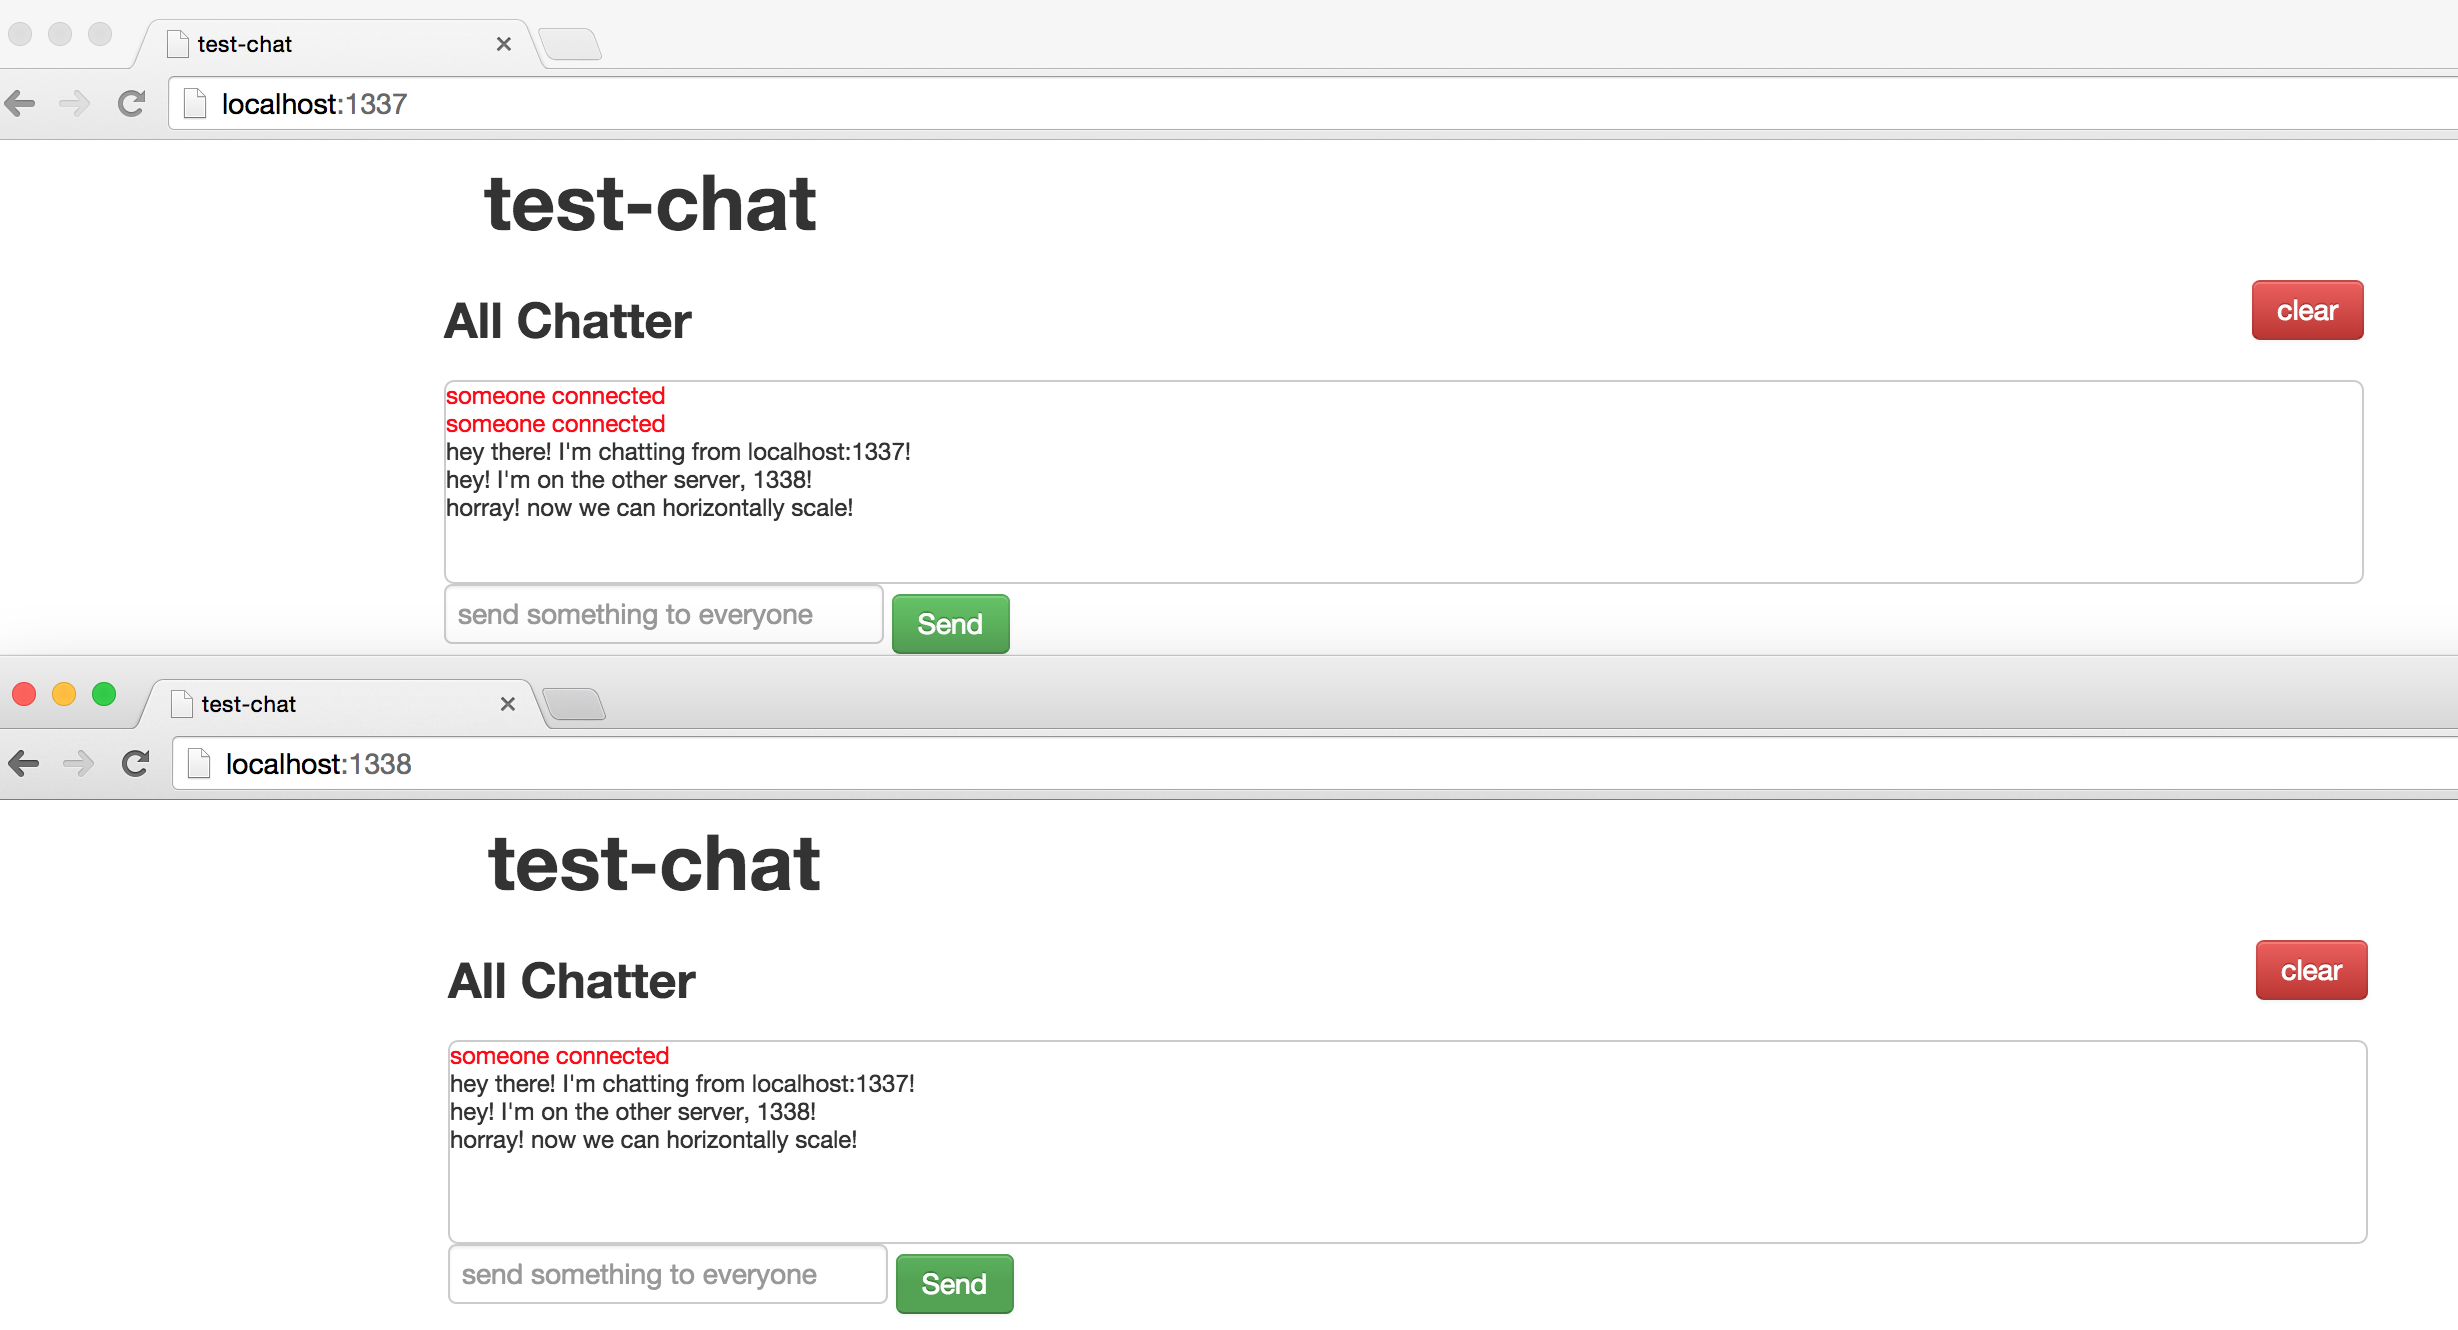 test-chat
localhost:1337
test-chat
All Chatter
clear
someone connected
someone connected
hey there! I'm chatting from localhost:1337!
hey! I'm on the other server, 1338!
horray! now we can horizontally scale!
send something to everyone
Send
test-chat
localhost:1338
test-chat
All Chatter
clear
someone connected
hey there! I'm chatting from localhost:1337!
hey! I'm on the other server, 1338!
horray! now we can horizontally scale!
send something to everyone
Send